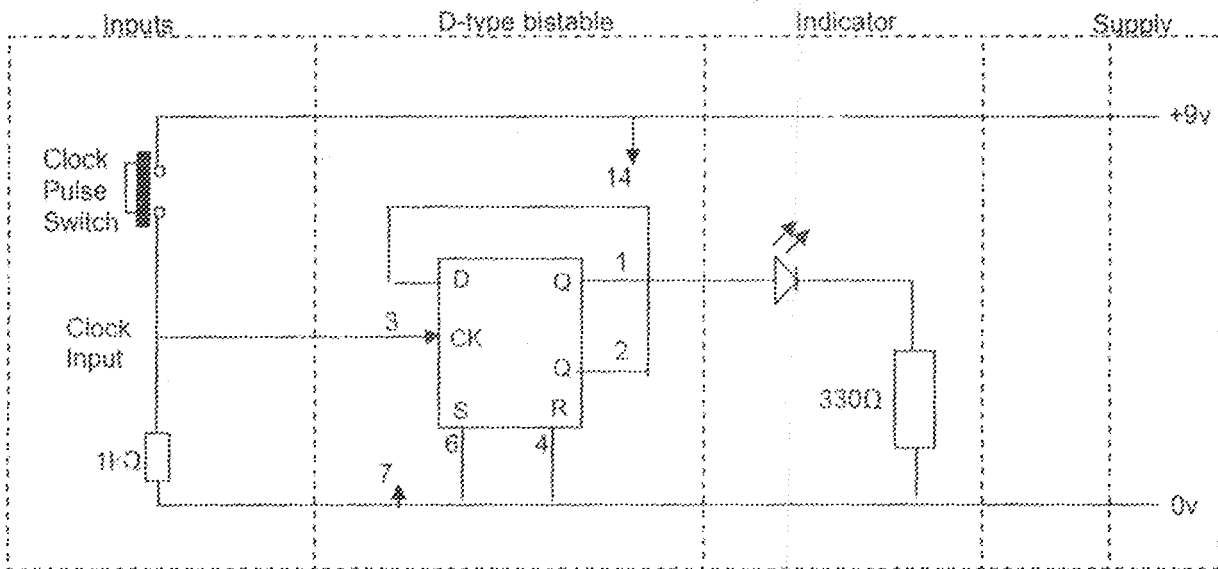 Inputs
D-type bistable
Indicator
Supply
+9v
Clock
Pulse
Switch
14
D
Q
1
3
CK
Clock
Input
Q
2
330Ω
S
R
6
4
1kΩ
7
0v